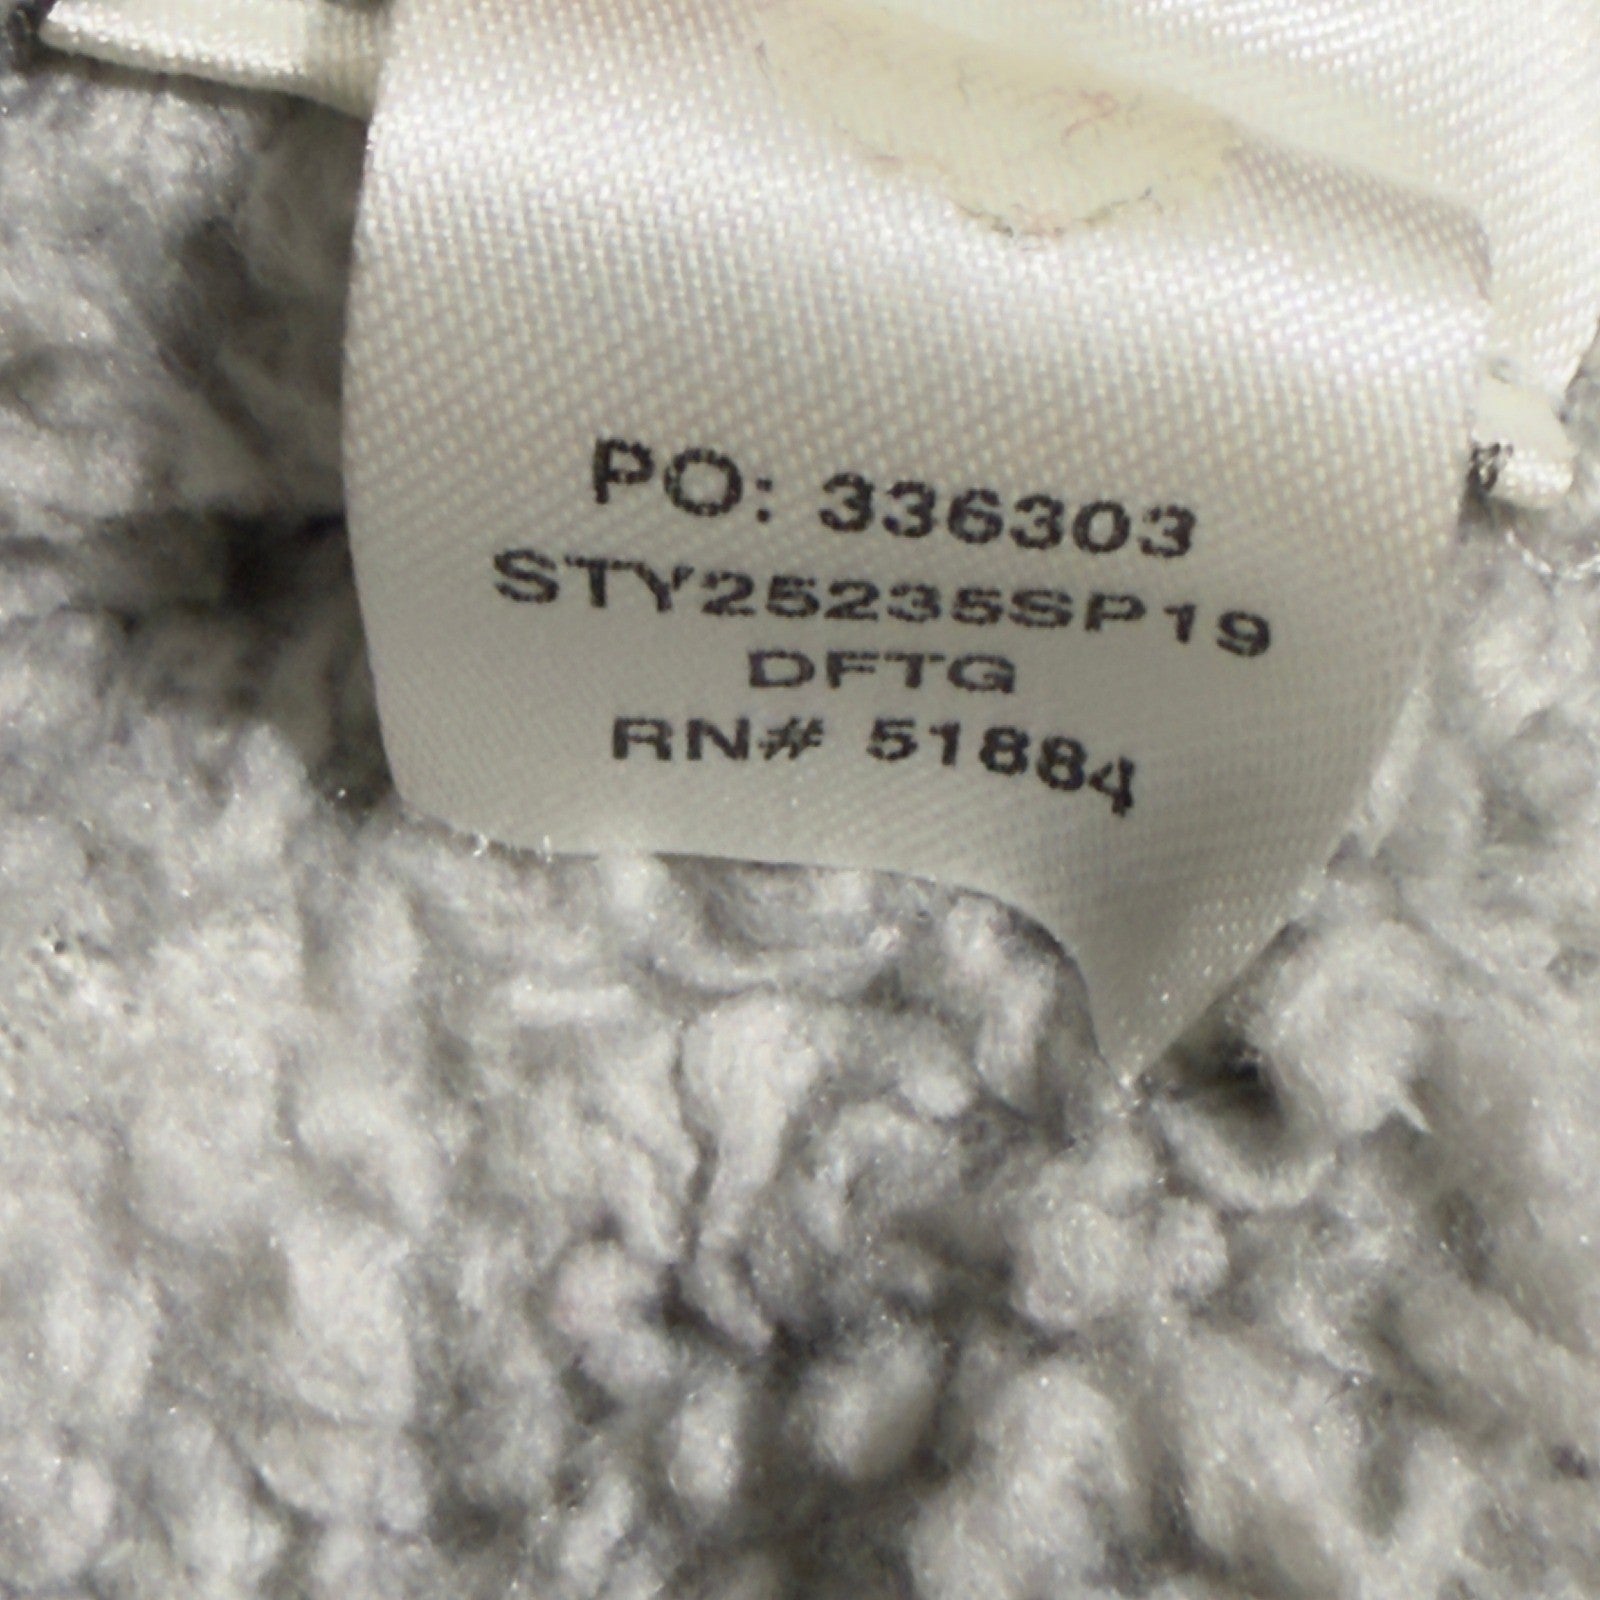 PO: 336303
STY25235SP19
DFTG
RN# 51884